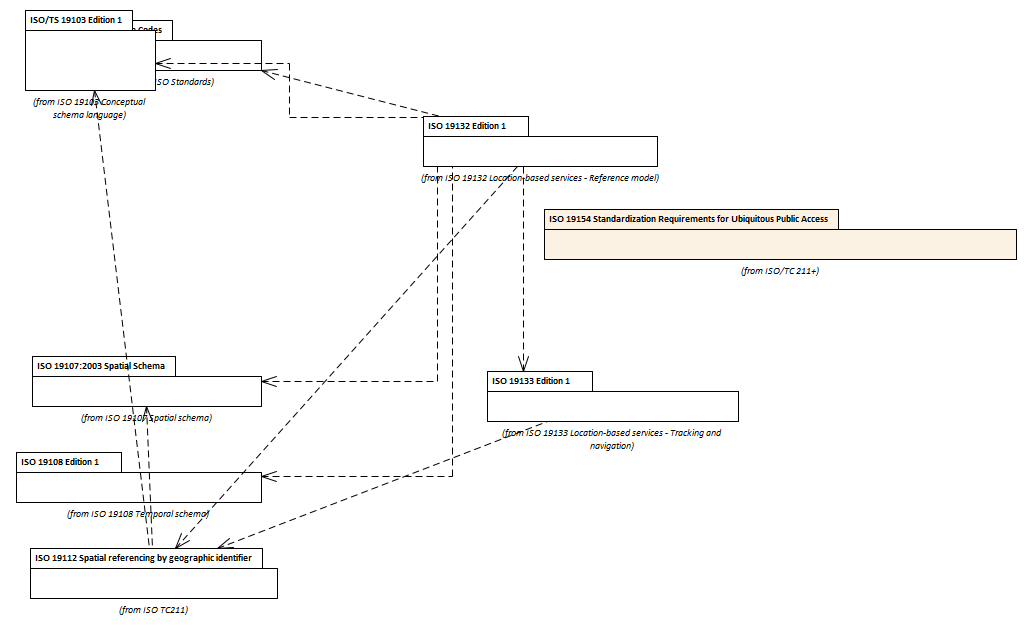 ISO/TS 19103 Edition 1
Codes
ISO Standards)
(from ISO 19103 Conceptual
schema language)
ISO 19132 Edition 1
(from ISO 19132 Location-based services - Reference model)
ISO 19154 Standardization Requirements for Ubiquitous Public Access
(from ISO/TC 211+)
ISO 19107:2003 Spatial Schema
(from ISO 19107 Spatial schema)
ISO 19133 Edition 1
(from ISO 19133 Location-based services - Tracking and
navigation)
ISO 19108 Edition 1
(from ISO 19108 Temporal schema)
ISO 19112 Spatial referencing by geographic identifier
(from ISO TC211)